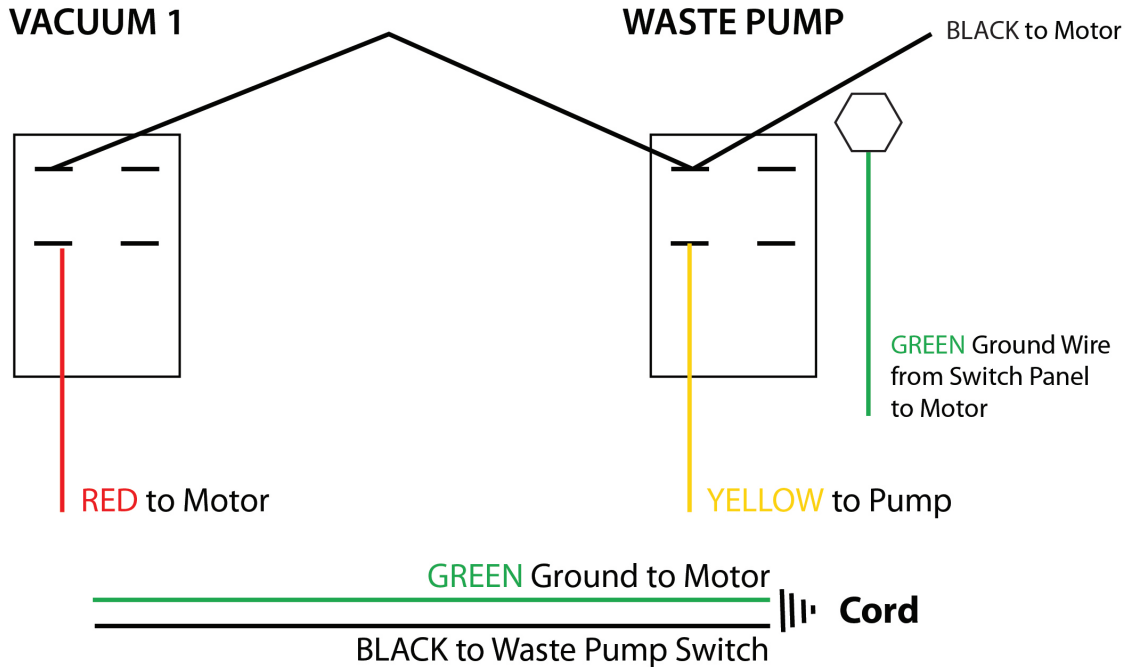 VACUUM 1
WASTE PUMP
BLACK to Motor
GREEN Ground Wire
from Switch Panel
to Motor
RED to Motor
YELLOW to Pump
GREEN Ground to Motor
Cord
BLACK to Waste Pump Switch